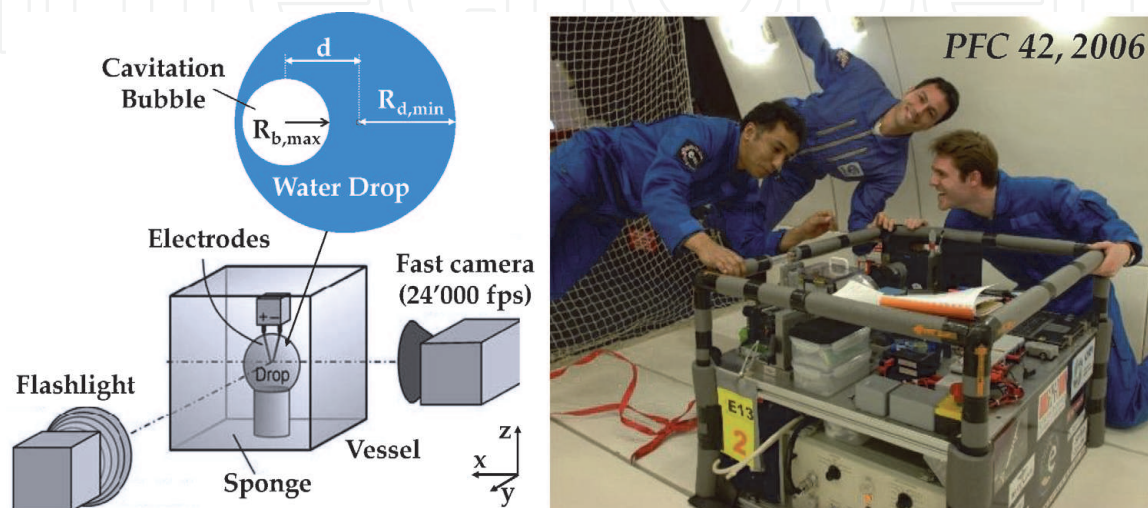 d
Cavitation
Bubble
R_d,min
R_b,max
Water Drop
Electrodes
Fast camera
(24'000 fps)
+ -
Drop
Flashlight
Vessel
Sponge
z
x
y
PFC 42, 2006
E13
2
e